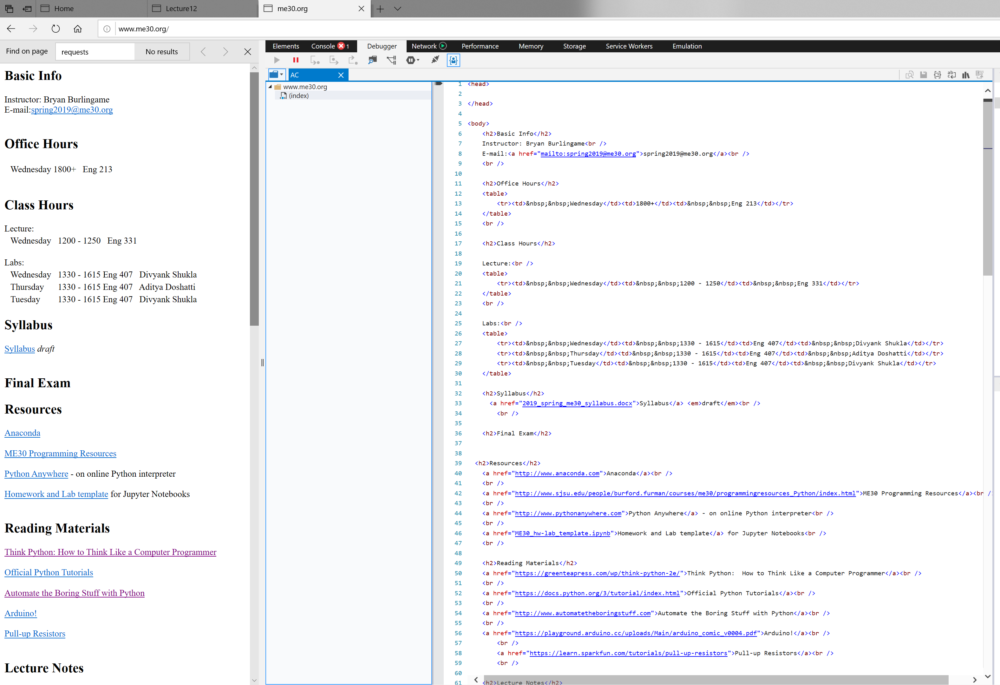 Home
Lecture12
me30.org
www.me30.org/
Find on page
requests
No results
Basic Info
Instructor: Bryan Burlingame
E-mail:spring2019@me30.org
Office Hours
Wednesday 1800+ Eng 213
Class Hours
Lecture:
Wednesday 1200 - 1250 Eng 331
Labs:
Wednesday 1330 - 1615 Eng 407 Divyank Shukla
Thursday 1330 - 1615 Eng 407 Aditya Doshatti
Tuesday 1330 - 1615 Eng 407 Divyank Shukla
Syllabus
Syllabus draft
Final Exam
Resources
Anaconda
ME30 Programming Resources
Python Anywhere - on online Python interpreter
Homework and Lab template for Jupyter Notebooks
Reading Materials
Think Python: How to Think Like a Computer Programmer
Official Python Tutorials
Automate the Boring Stuff with Python
Arduino!
Pull-up Resistors
Lecture Notes
Elements Console 1 Debugger Network Performance Memory Storage Service Workers Emulation
AC
www.me30.org
(index)
1 <head>
2
3 </head>
4
5 <body>
6 <h2>Basic Info</h2>
7 Instructor: Bryan Burlingame<br />
8 E-mail:<a href="mailto:spring2019@me30.org">spring2019@me30.org</a><br />
9 <br />
10
11 <h2>Office Hours</h2>
12 <table>
13 <tr><td>&nbsp;&nbsp;Wednesday</td><td>1800+</td><td>&nbsp;&nbsp;Eng 213</td></tr>
14 </table>
15 <br />
16
17 <h2>Class Hours</h2>
18
19 Lecture:<br />
20 <table>
21 <tr><td>&nbsp;&nbsp;Wednesday</td><td>&nbsp;&nbsp;1200 - 1250</td><td>&nbsp;&nbsp;Eng 331</td></tr>
22 </table>
23 <br />
24
25 Labs:<br />
26 <table>
27 <tr><td>&nbsp;&nbsp;Wednesday</td><td>&nbsp;&nbsp;1330 - 1615</td><td>Eng 407</td><td>&nbsp;&nbsp;Divyank Shukla</td></tr>
28 <tr><td>&nbsp;&nbsp;Thursday</td><td>&nbsp;&nbsp;1330 - 1615</td><td>Eng 407</td><td>&nbsp;&nbsp;Aditya Doshatti</td></tr>
29 <tr><td>&nbsp;&nbsp;Tuesday</td><td>&nbsp;&nbsp;1330 - 1615</td><td>Eng 407</td><td>&nbsp;&nbsp;Divyank Shukla</td></tr>
30 </table>
31
32 <h2>Syllabus</h2>
33 <a href="2019_spring_me30_syllabus.docx">Syllabus</a> <em>draft</em><br />
34 <br />
35
36 <h2>Final Exam</h2>
37
38
39 <h2>Resources</h2>
40 <a href="http://www.anaconda.com">Anaconda</a><br />
41 <br />
42 <a href="http://www.sjsu.edu/people/burford.furman/courses/me30/programmingresources_Python/index.html">ME30 Programming Resources</a><br /
43 <br />
44 <a href="http://www.pythonanywhere.com">Python Anywhere</a> - on online Python interpreter<br />
45 <br />
46 <a href="ME30_hw-lab_template.ipynb">Homework and Lab template</a> for Jupyter Notebooks<br />
47 <br />
48
49 <h2>Reading Materials</h2>
50 <a href="https://greenteapress.com/wp/think-python-2e/">Think Python:  How to Think Like a Computer Programmer</a><br />
51 <br />
52 <a href="https://docs.python.org/3/tutorial/index.html">Official Python Tutorials</a><br />
53 <br />
54 <a href="http://www.automatetheboringstuff.com">Automate the Boring Stuff with Python</a><br />
55 <br />
56 <a href="https://playground.arduino.cc/uploads/Main/arduino_comic_v0004.pdf">Arduino!</a><br />
57 <br />
58 <a href="https://learn.sparkfun.com/tutorials/pull-up-resistors">Pull-up Resistors</a><br />
59 <br />
60
61 <h2>Lecture Notes</h2>